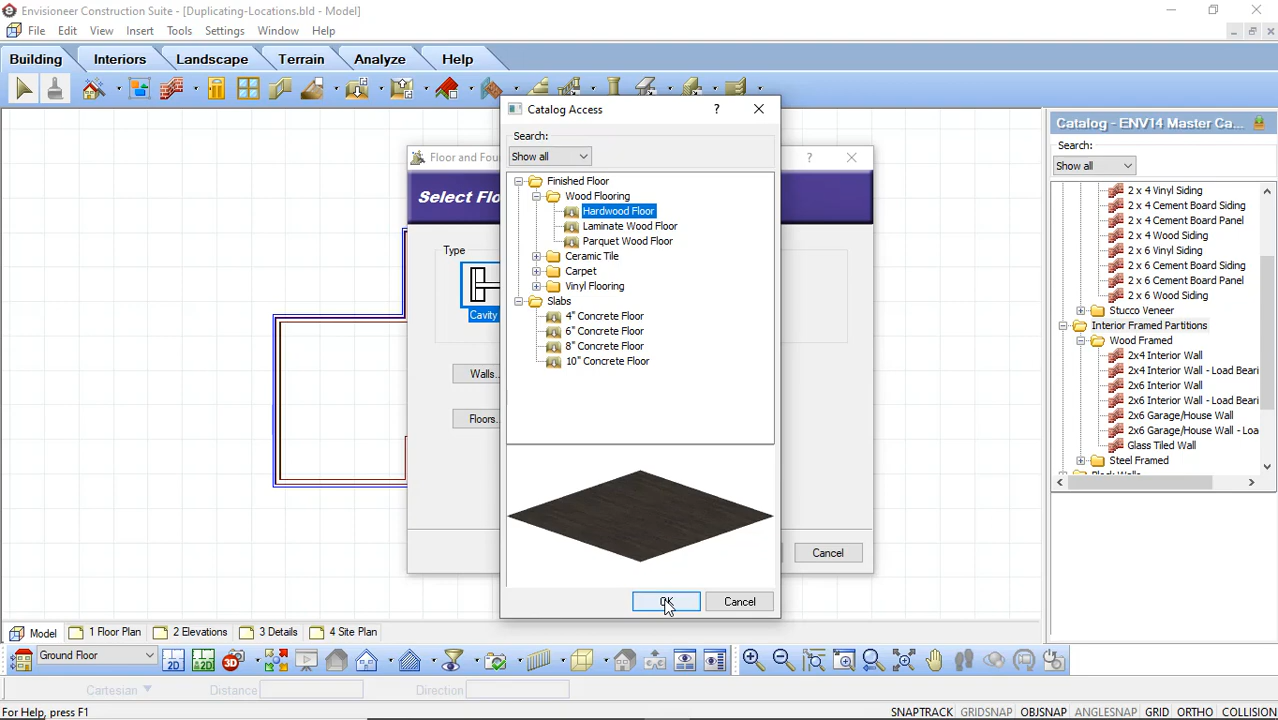 Envisioneer Construction Suite - [Duplicating-Locations.bld - Model]
File Edit View Insert Tools Settings Window Help
Building Interiors Landscape Terrain Analyze Help
Catalog Access
Search:
Show all
Finished Floor
Wood Flooring
Hardwood Floor
Laminate Wood Floor
Parquet Wood Floor
Ceramic Tile
Carpet
Vinyl Flooring
Slabs
4" Concrete Floor
6" Concrete Floor
8" Concrete Floor
10" Concrete Floor
OK Cancel
Floor and Fou
Select Flo
Type
Cavity
Walls..
Floors..
Cancel
Catalog - ENV14 Master Ca...
Search:
Show all
2 x 4 Vinyl Siding
2 x 4 Cement Board Siding
2 x 4 Cement Board Panel
2 x 4 Wood Siding
2 x 6 Vinyl Siding
2 x 6 Cement Board Siding
2 x 6 Cement Board Panel
2 x 6 Wood Siding
Stucco Veneer
Interior Framed Partitions
Wood Framed
2x4 Interior Wall
2x4 Interior Wall - Load Beari
2x6 Interior Wall
2x6 Interior Wall - Load Beari
2x6 Garage/House Wall
2x6 Garage/House Wall - Loa
Glass Tiled Wall
Steel Framed
Model 1 Floor Plan 2 Elevations 3 Details 4 Site Plan
Ground Floor 2D 2D 3D
Cartesian Distance Direction
For Help, press F1
SNAPTRACK GRIDSNAP OBJSNAP ANGLESNAP GRID ORTHO COLLISION